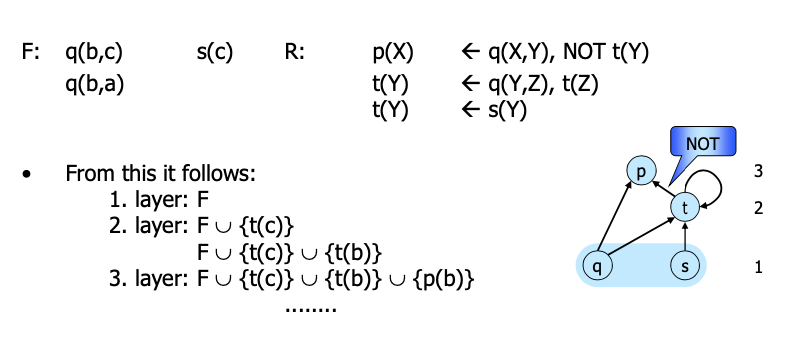 F: q(b,c) s(c) R: p(X) ← q(X,Y), NOT t(Y)
q(b,a) t(Y) ← q(Y,Z), t(Z)
t(Y) ← s(Y)
NOT
• From this it follows:
p 3
1. layer: F
t 2
2. layer: F ∪ {t(c)}
F ∪ {t(c)} ∪ {t(b)}
q s 1
3. layer: F ∪ {t(c)} ∪ {t(b)} ∪ {p(b)}
........